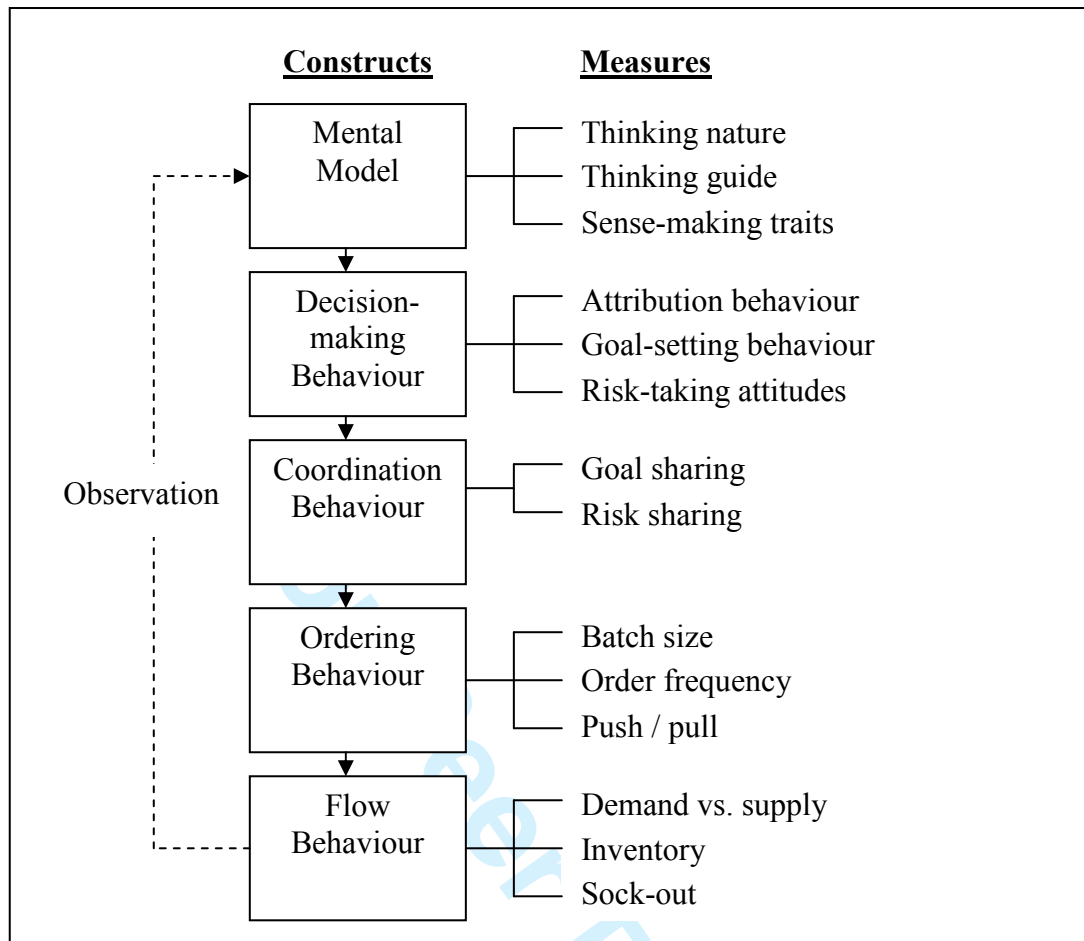 Constructs
Measures
Mental
Model
Thinking nature
Thinking guide
Sense-making traits
Decision-
making
Behaviour
Attribution behaviour
Goal-setting behaviour
Risk-taking attitudes
Coordination
Behaviour
Goal sharing
Risk sharing
Observation
Ordering
Behaviour
Batch size
Order frequency
Push / pull
Flow
Behaviour
Demand vs. supply
Inventory
Sock-out